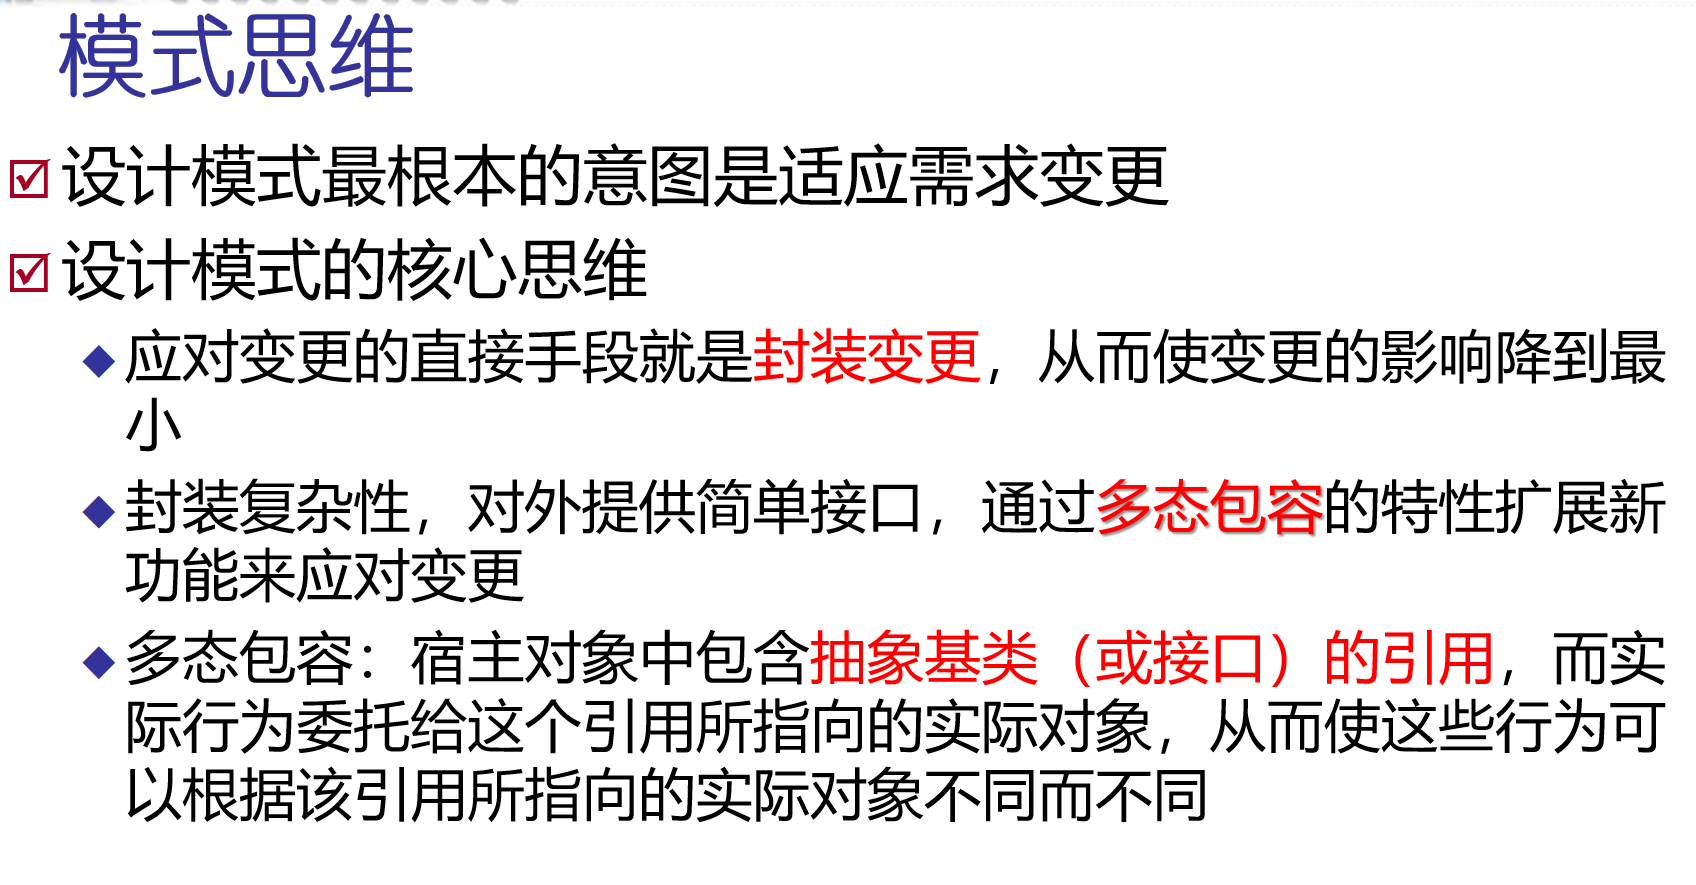 模式思维
设计模式最根本的意图是适应需求变更
设计模式的核心思维
应对变更的直接手段就是封装变更，从而使变更的影响降到最
小
封装复杂性，对外提供简单接口，通过多态包容的特性扩展新
功能来应对变更
多态包容：宿主对象中包含抽象基类（或接口）的引用，而实
际行为委托给这个引用所指向的实际对象，从而使这些行为可
以根据该引用所指向的实际对象不同而不同